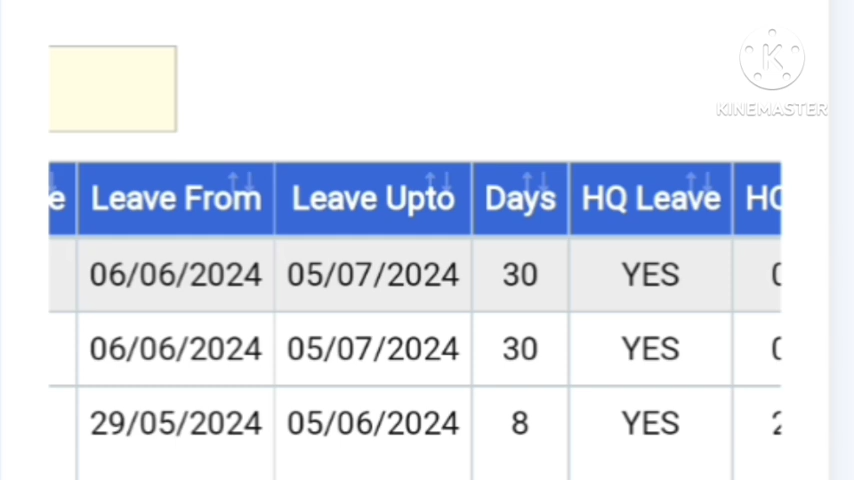 KINEMASTER
Leave From Leave Upto Days HQ Leave
06/06/2024 05/07/2024 30 YES
06/06/2024 05/07/2024 30 YES
29/05/2024 05/06/2024 8 YES